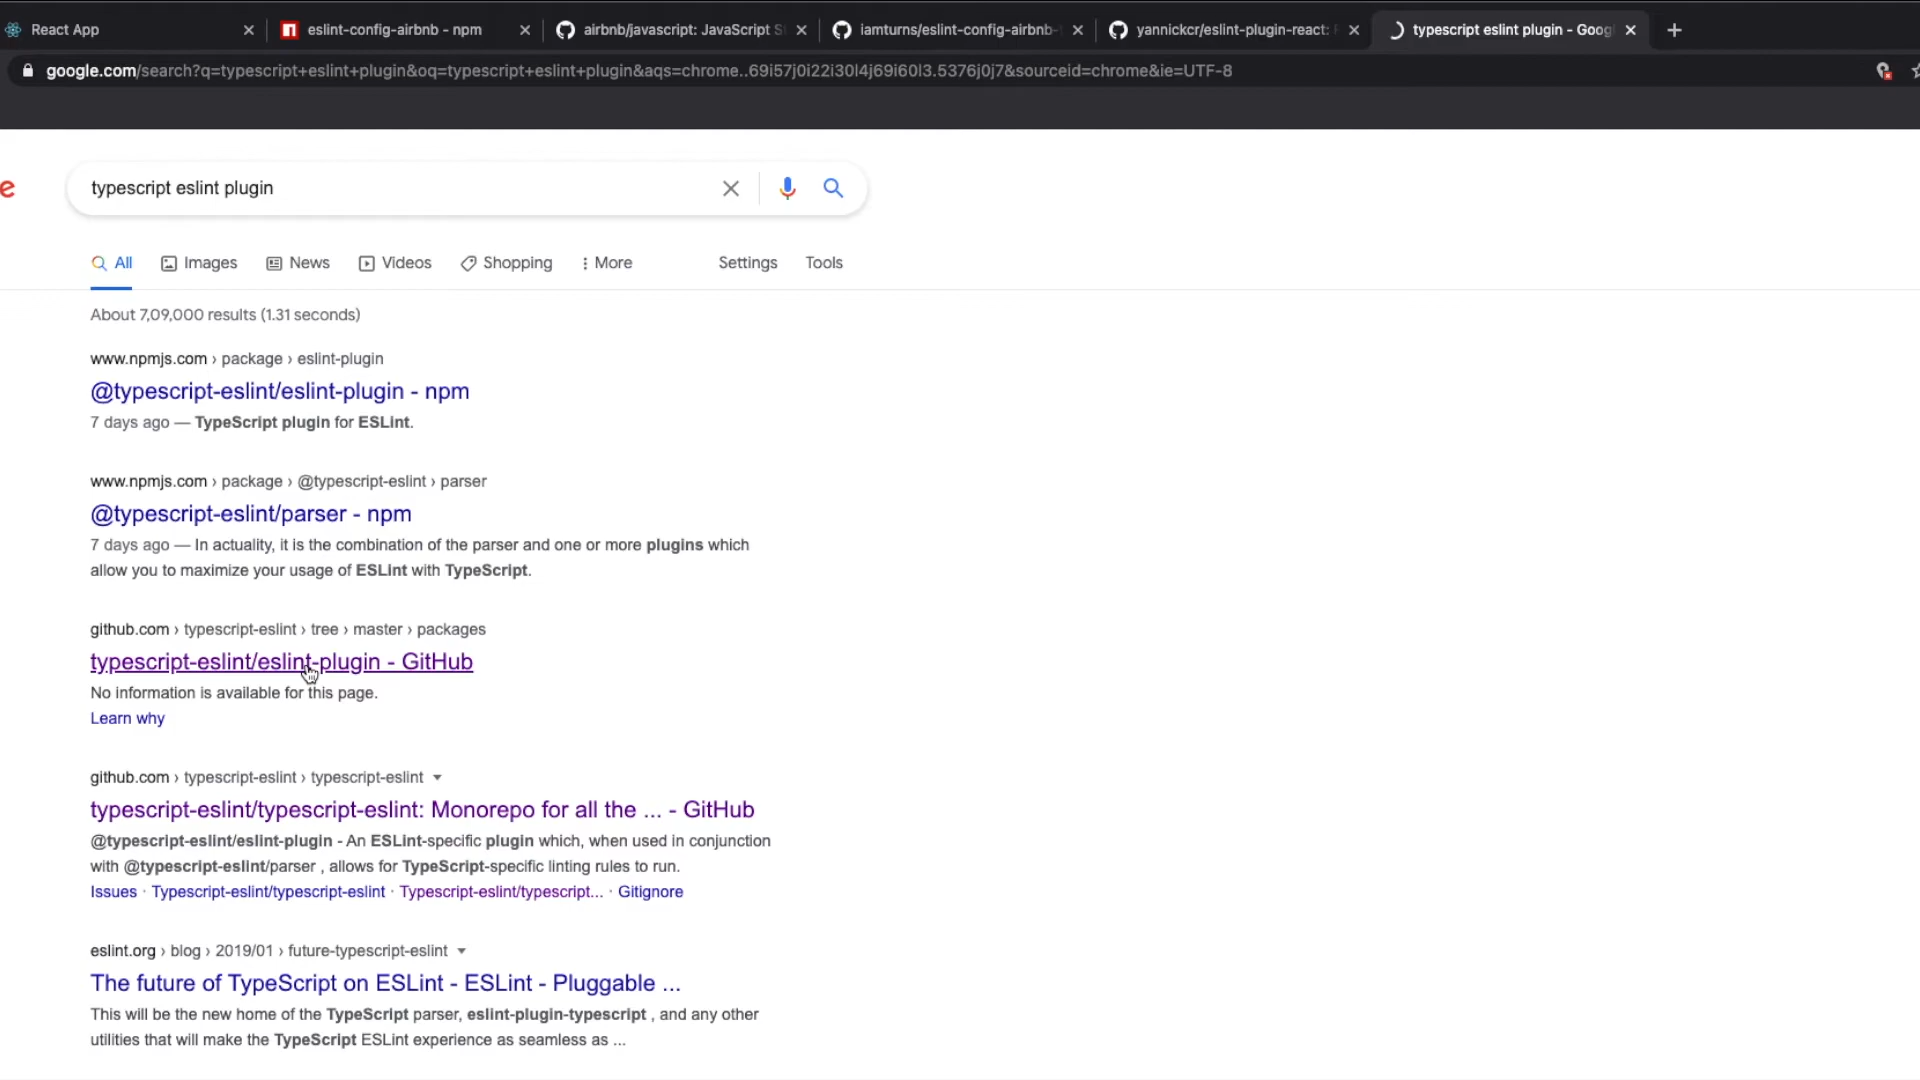 React App
eslint-config-airbnb - npm
airbnb/javascript: JavaScript S
iamturns/eslint-config-airbnb-
yannickcr/eslint-plugin-react:
typescript eslint plugin - Goog
google.com/search?q=typescript+eslint+plugin&oq=typescript+eslint+plugin&aqs=chrome..69i57j0i22i30l4j69i60l3.5376j0j7&sourceid=chrome&ie=UTF-8
e
typescript eslint plugin
All
Images
News
Videos
Shopping
More
Settings
Tools
About 7,09,000 results (1.31 seconds)
www.npmjs.com › package › eslint-plugin
@typescript-eslint/eslint-plugin - npm
7 days ago — TypeScript plugin for ESLint.
www.npmjs.com › package › @typescript-eslint › parser
@typescript-eslint/parser - npm
7 days ago — In actuality, it is the combination of the parser and one or more plugins which
allow you to maximize your usage of ESLint with TypeScript.
github.com › typescript-eslint › tree › master › packages
typescript-eslint/eslint-plugin - GitHub
No information is available for this page.
Learn why
github.com › typescript-eslint › typescript-eslint
typescript-eslint/typescript-eslint: Monorepo for all the ... - GitHub
@typescript-eslint/eslint-plugin - An ESLint-specific plugin which, when used in conjunction
with @typescript-eslint/parser , allows for TypeScript-specific linting rules to run.
Issues · Typescript-eslint/typescript-eslint · Typescript-eslint/typescript... · Gitignore
eslint.org › blog › 2019/01 › future-typescript-eslint
The future of TypeScript on ESLint - ESLint - Pluggable ...
This will be the new home of the TypeScript parser, eslint-plugin-typescript , and any other
utilities that will make the TypeScript ESLint experience as seamless as ...